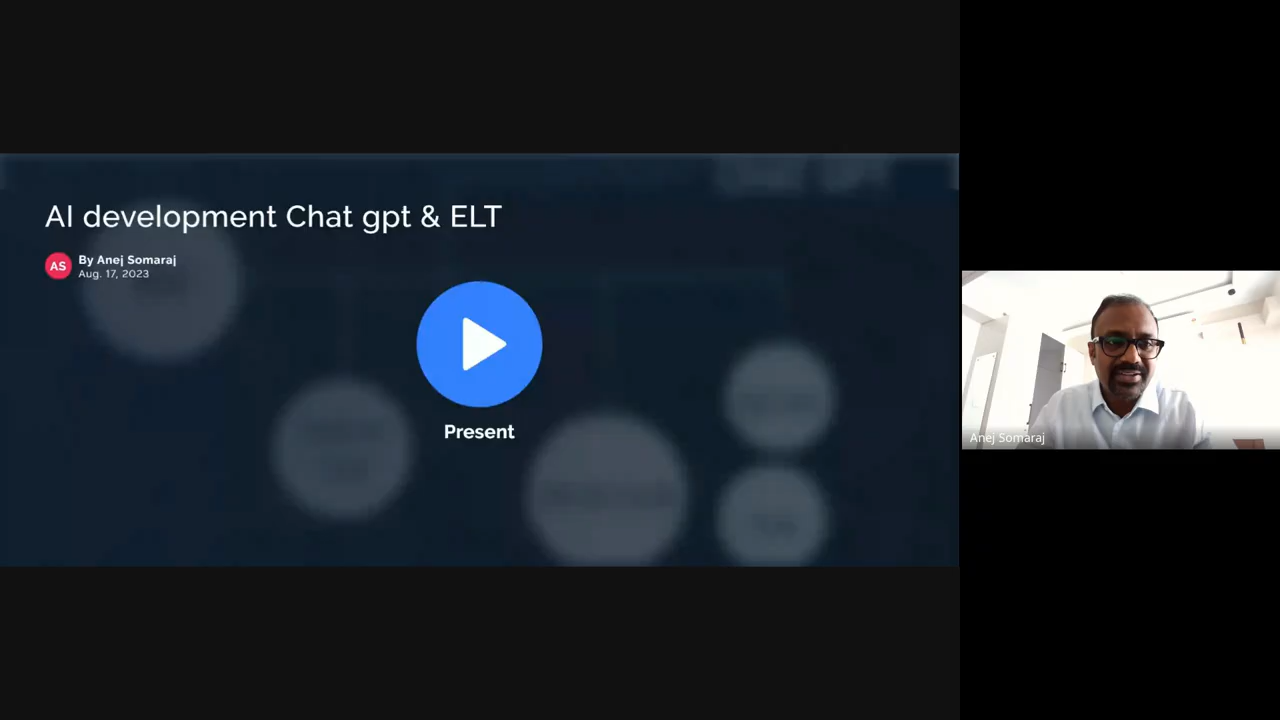 AI development Chat gpt & ELT
AS
By Anej Somaraj
Aug. 17, 2023
Present
Anej Somaraj